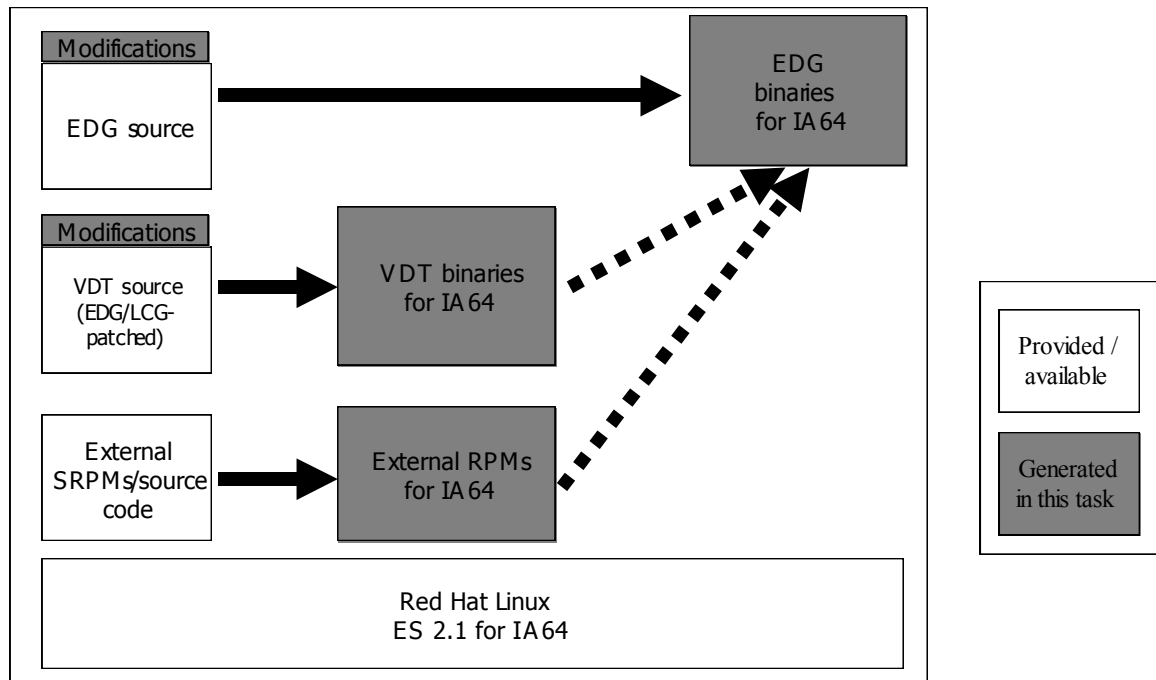 Modifications
EDG source
EDG
binaries
for IA64
Modifications
VDT source
(EDG/LCG-
patched)
VDT binaries
for IA64
External
SRPMs/source
code
External RPMs
for IA64
Red Hat Linux
ES 2.1 for IA64
Provided /
available
Generated
in this task